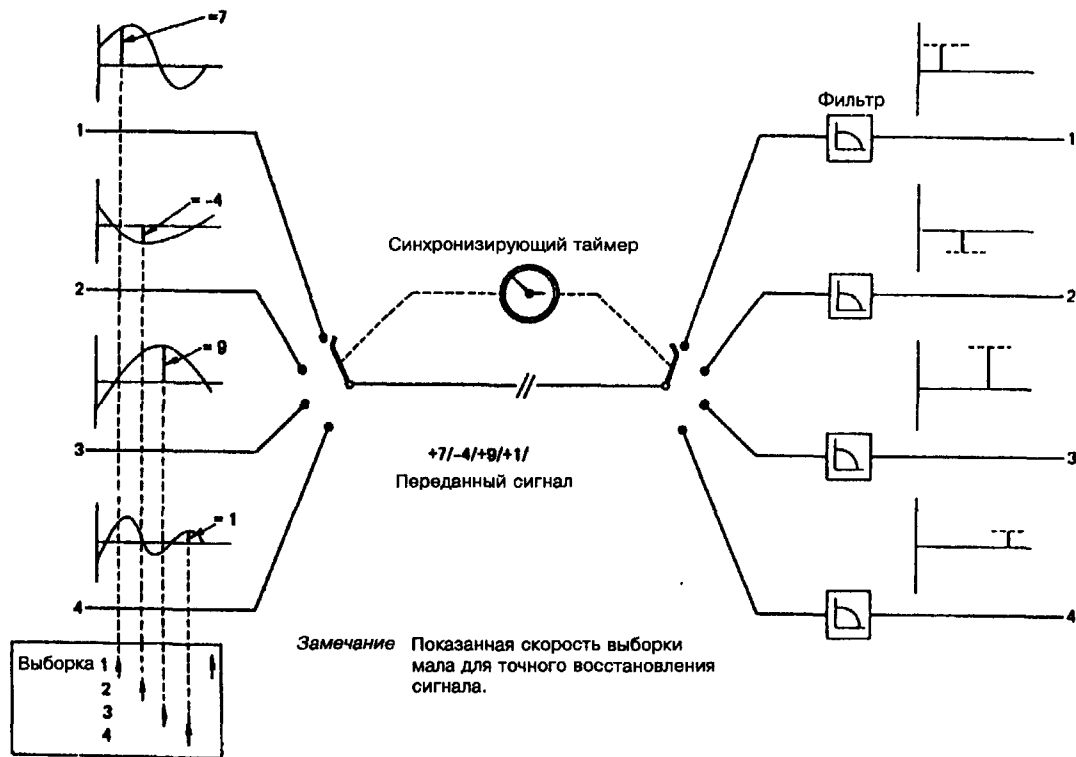 =7
Фильтр
1
1
= -4
Синхронизирующий таймер
2
2
= 9
3
+7/-4/+9/+1/
3
Переданный сигнал
= 1
4
4
Замечание Показанная скорость выборки
мала для точного восстановления
сигнала.
Выборка 1
2
3
4